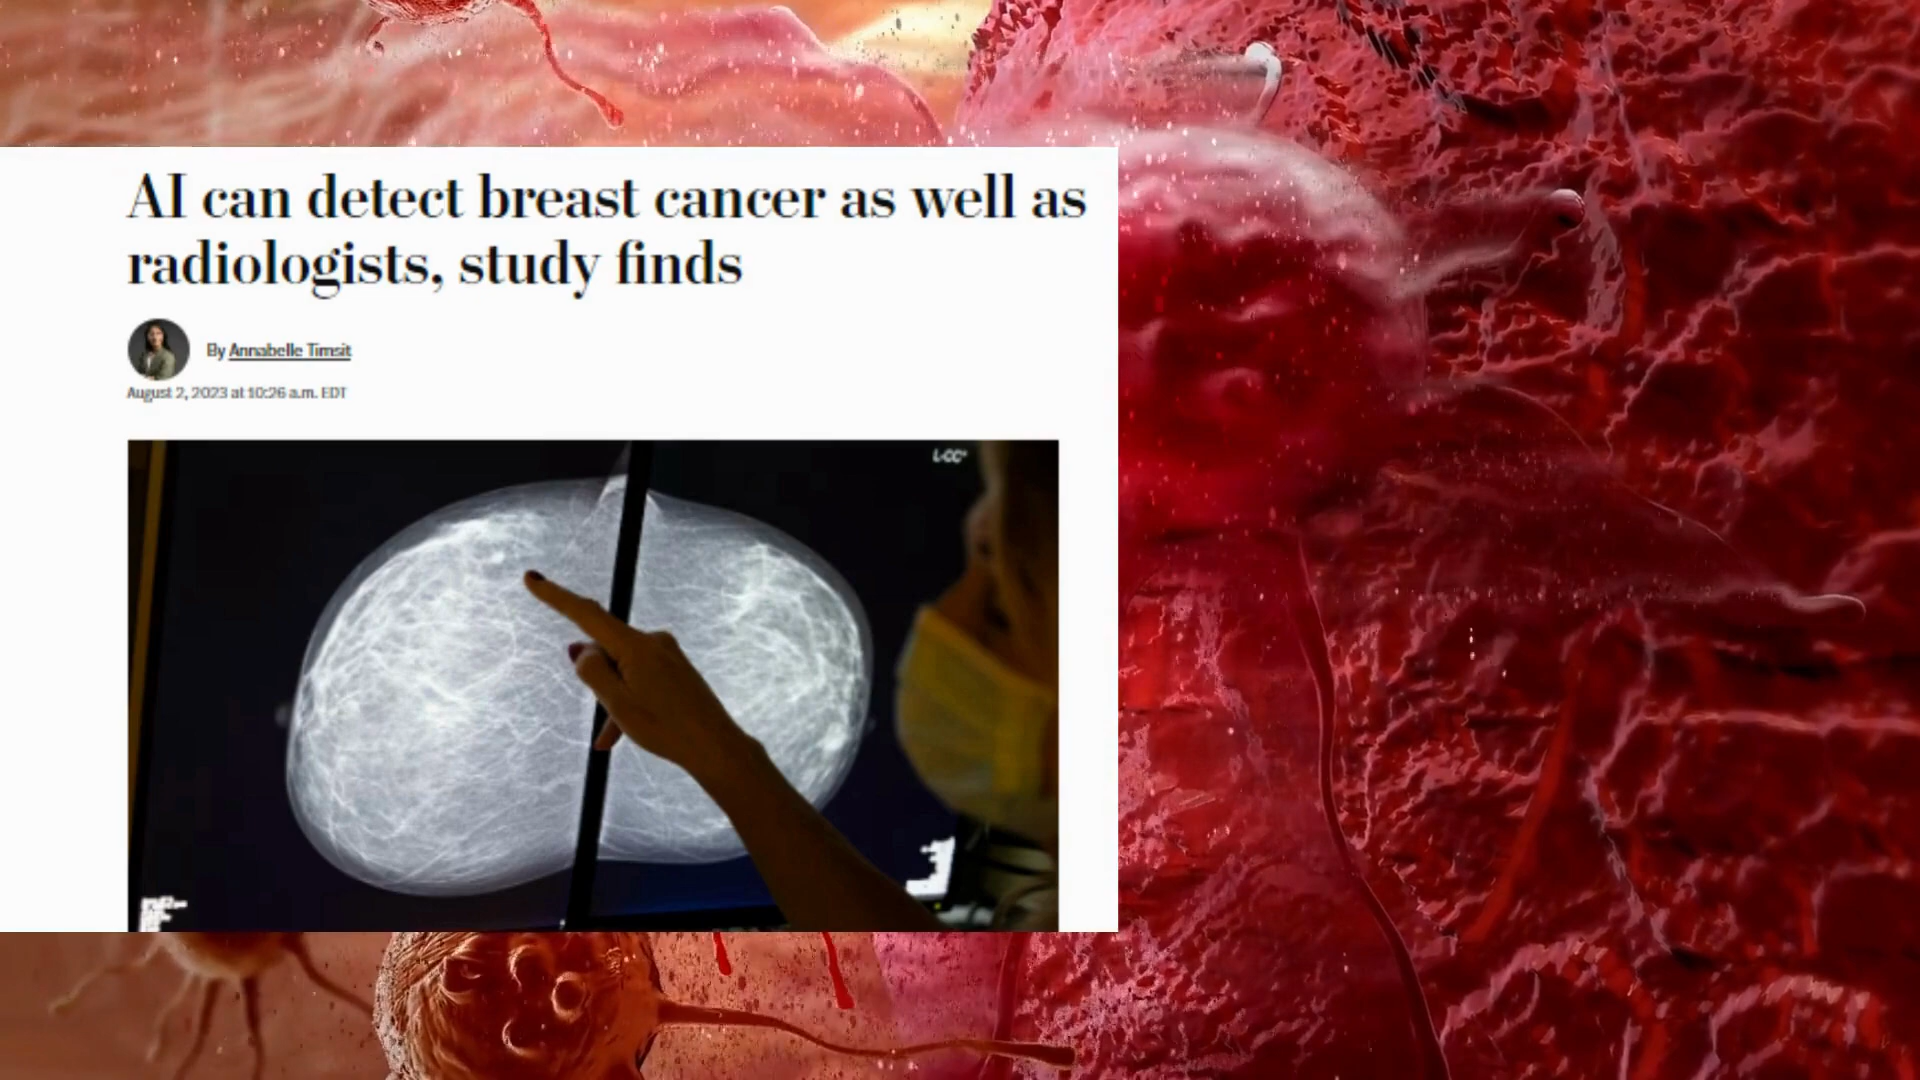 AI can detect breast cancer as well as
radiologists, study finds
By Annabelle Timsit
August 2, 2023 at 10:26 a.m. EDT
L-CC